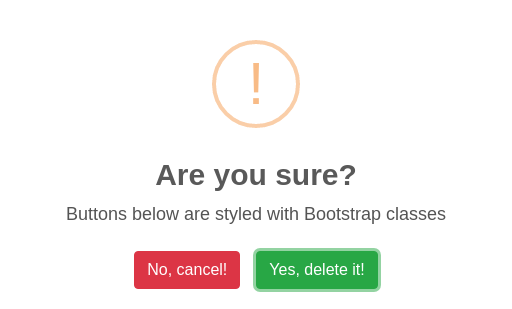 !
Are you sure?
Buttons below are styled with Bootstrap classes
No, cancel! Yes, delete it!